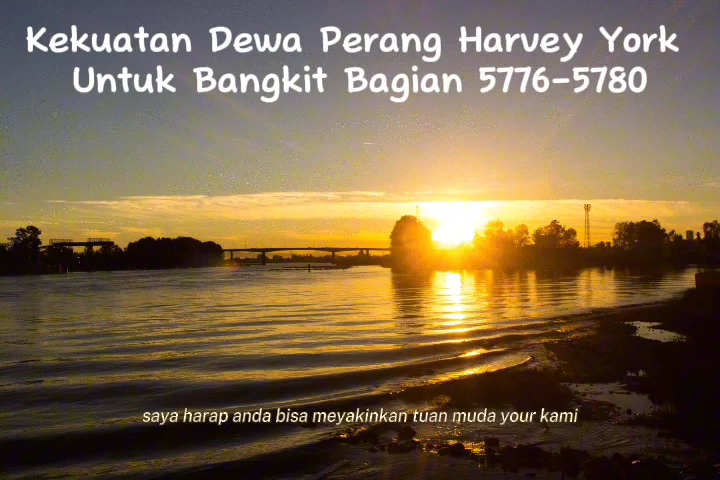 Kekuatan Dewa Perang Harvey York
Untuk Bangkit Bagian 5776-5780
saya harap anda bisa meyakinkan tuan muda your kami